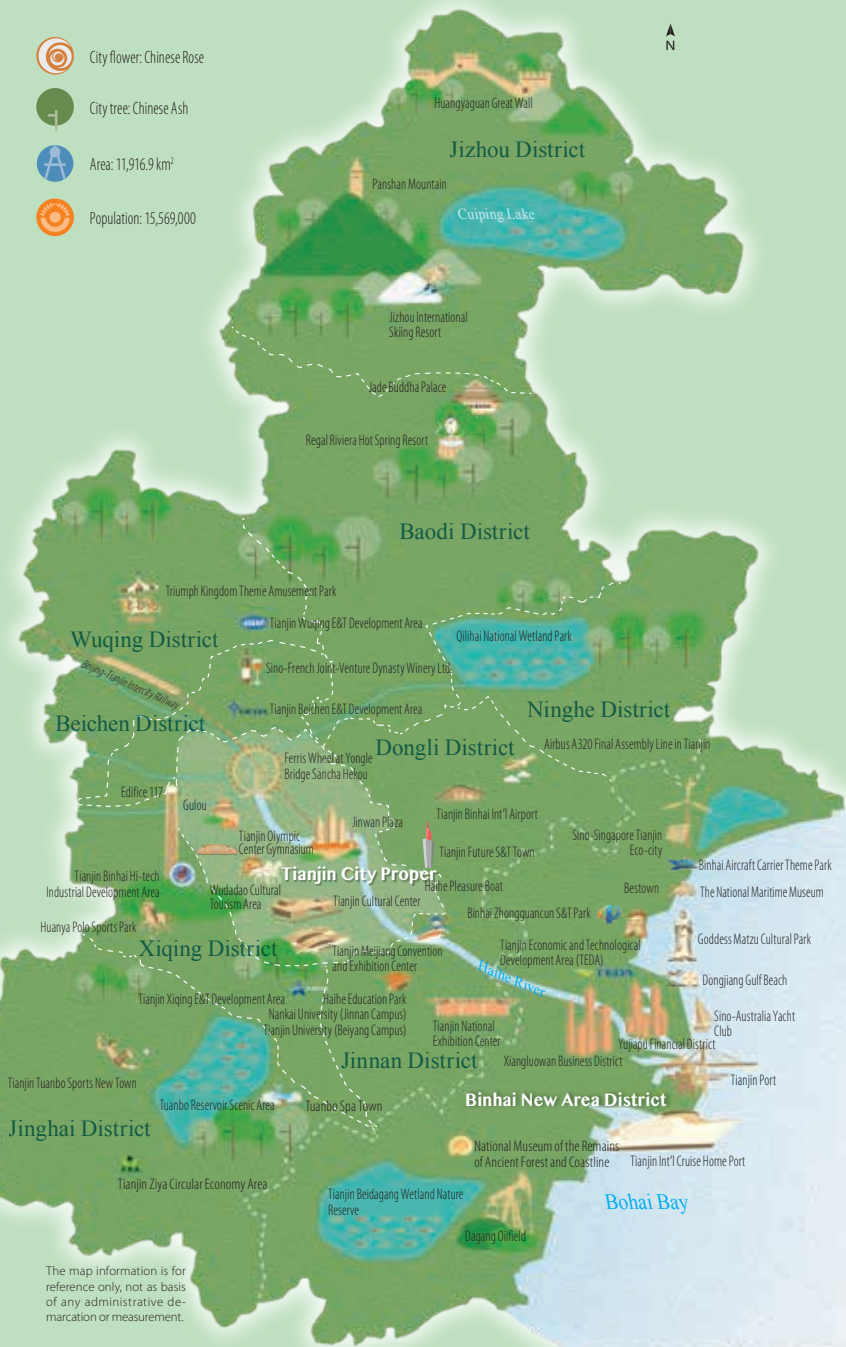 N
City flower: Chinese Rose
City tree: Chinese Ash
Area: 11,916.9 km²
Population: 15,569,000
Huangyaguan Great Wall
Jizhou District
Panshan Mountain
Cuiping Lake
Jizhou International
Skiing Resort
Jade Buddha Palace
Regal Riviera Hot Spring Resort
Baodi District
Triumph Kingdom Theme Amusement Park
Tianjin Wuqing E&T Development Area
Wuqing District
Qilihai National Wetland Park
Sino-French Joint-Venture Dynasty Winery Ltd.
Beijing-Tianjin Intercity Railway
Tianjin Beichen E&T Development Area
Ninghe District
Beichen District
Dongli District
Airbus A320 Final Assembly Line in Tianjin
Ferris Wheel at Yongle
Bridge Sancha Hekou
Edifice 117
Gulou
Jinwan Plaza
Tianjin Binhai Int'l Airport
Tianjin Olympic
Center Gymnasium
Tianjin Future S&T Town
Sino-Singapore Tianjin
Eco-city
Binhai Aircraft Carrier Theme Park
Tianjin Binhai Hi-tech
Industrial Development Area
Tianjin City Proper
Haihe Pleasure Boat
Bestown
The National Maritime Museum
Wudadao Cultural
Tourism Area
Tianjin Cultural Center
Binhai Zhongguancun S&T Park
Huanya Polo Sports Park
Goddess Matzu Cultural Park
Xiqing District
Tianjin Meijiang Convention
and Exhibition Center
Tianjin Economic and Technological
Development Area (TEDA)
TEDA
Haihe River
Dongjiang Gulf Beach
Tianjin Xiqing E&T Development Area
Haihe Education Park
Nankai University (Jinnan Campus)
Tianjin University (Beiyang Campus)
Tianjin National
Exhibition Center
Sino-Australia Yacht
Club
Yujiapu Financial District
Jinnan District
Xiangluowan Business District
Tianjin Port
Tianjin Tuanbo Sports New Town
Tuanbo Reservoir Scenic Area
Tuanbo Spa Town
Binhai New Area District
Jinghai District
National Museum of the Remains
of Ancient Forest and Coastline
Tianjin Int'l Cruise Home Port
Tianjin Ziya Circular Economy Area
Tianjin Beidagang Wetland Nature
Reserve
Bohai Bay
Dagang Oilfield
The map information is for
reference only, not as basis
of any administrative de-
marcation or measurement.